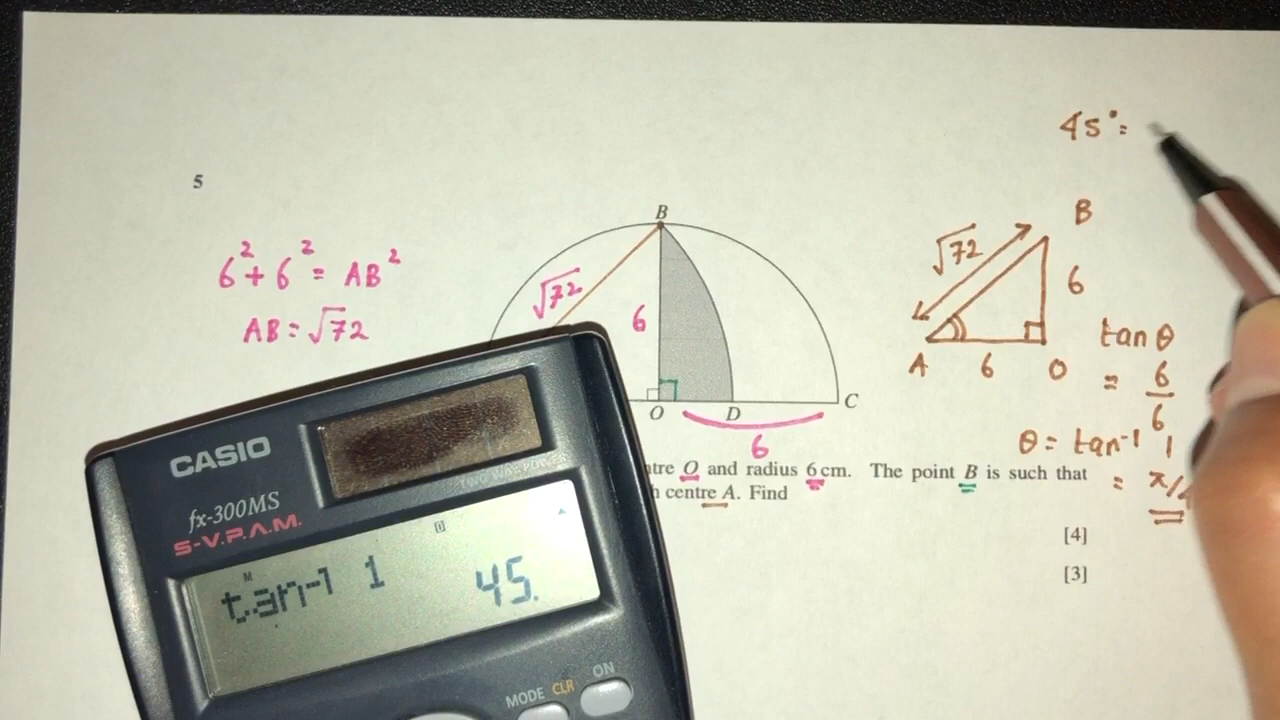 45° =
5
6² + 6² = AB²
AB = √72
B
√72
6
O
D
C
6
B
√72
6
A
6
O
tan θ
= 6/6
θ = tan⁻¹ 1
= π/
O and radius 6 cm. The point B is such that
centre A. Find
[4]
[3]
CASIO
fx-300MS
S-V.P.A.M.
TWO WAY POWER
M
D
tan-1 1
45.
MODE CLR
ON